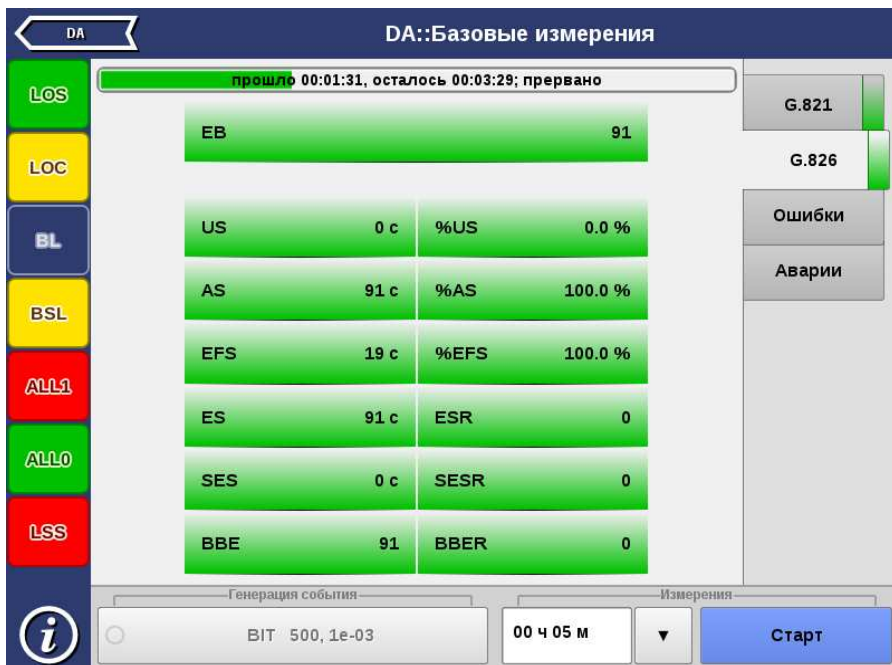 DA
DA::Базовые измерения
LOS
LOC
BL
BSL
ALL1
ALL0
LSS
прошло 00:01:31, осталось 00:03:29; прервано
EB 91
US 0 с %US 0.0 %
AS 91 с %AS 100.0 %
EFS 19 с %EFS 100.0 %
ES 91 с ESR 0
SES 0 с SESR 0
BBE 91 BBER 0
G.821
G.826
Ошибки
Аварии
i
Генерация события
BIT 500, 1e-03
Измерения
00 ч 05 м
Старт